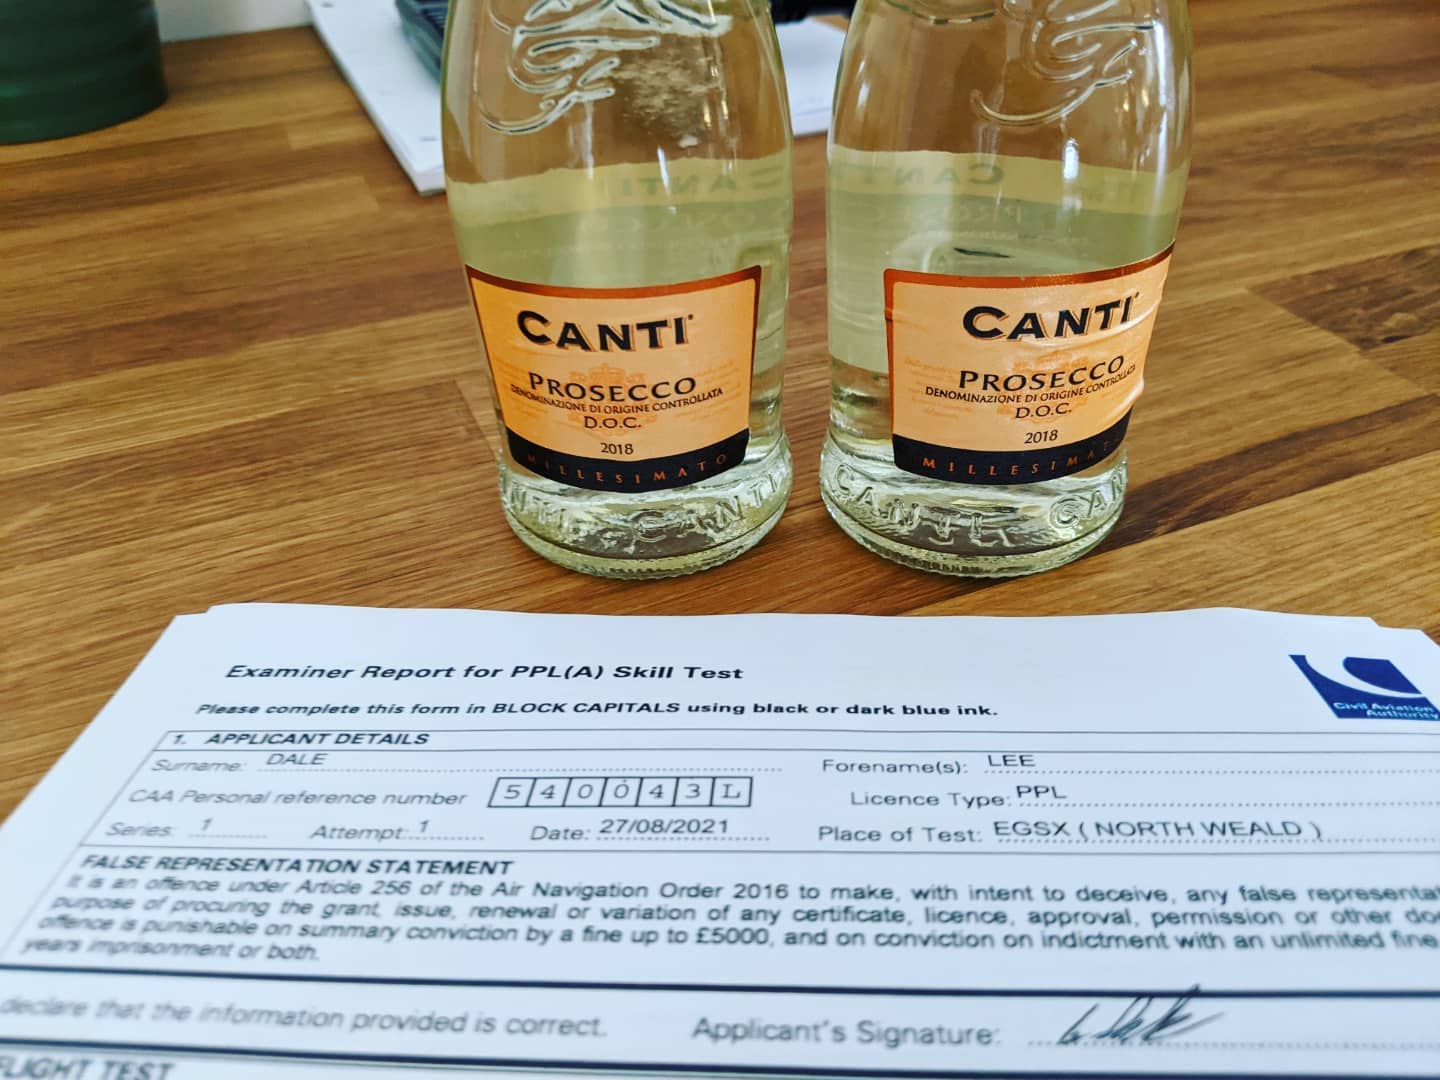 CANTI
PROSECCO
DENOMINAZIONE DI ORIGINE CONTROLLATA
D.O.C.
2018
MILLESIMATO
CANTI
CANTI
PROSECCO
DENOMINAZIONE DI ORIGINE CONTROLLATA
D.O.C.
2018
MILLESIMATO
CANTI
Examiner Report for PPL(A) Skill Test
Civil Aviation
Authority
Please complete this form in BLOCK CAPITALS using black or dark blue ink.
1. APPLICANT DETAILS
Surname: DALE Forename(s): LEE
CAA Personal reference number 540043L Licence Type: PPL
Series: 1 Attempt: 1 Date: 27/08/2021 Place of Test: EGSX ( NORTH WEALD )
FALSE REPRESENTATION STATEMENT
It is an offence under Article 256 of the Air Navigation Order 2016 to make, with intent to deceive, any false representat
purpose of procuring the grant, issue, renewal or variation of any certificate, licence, approval, permission or other do
offence is punishable on summary conviction by a fine up to £5000, and on conviction on indictment with an unlimited fine
years imprisonment or both.
declare that the information provided is correct. Applicant's Signature:
FLIGHT TEST